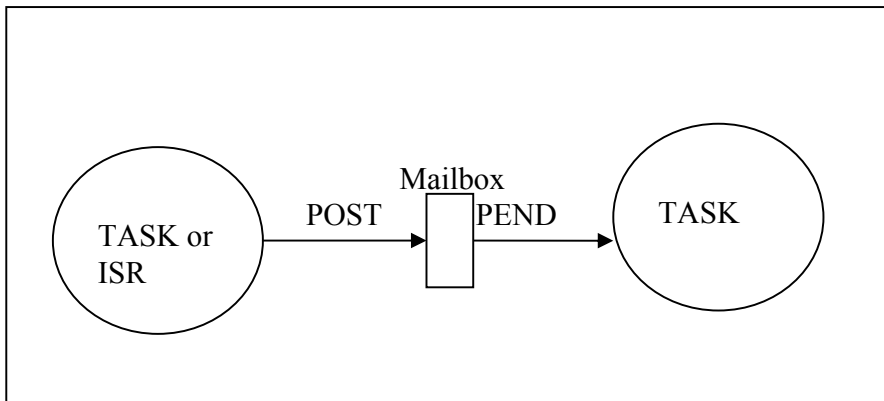 Mailbox
POST
PEND
TASK or
ISR
TASK